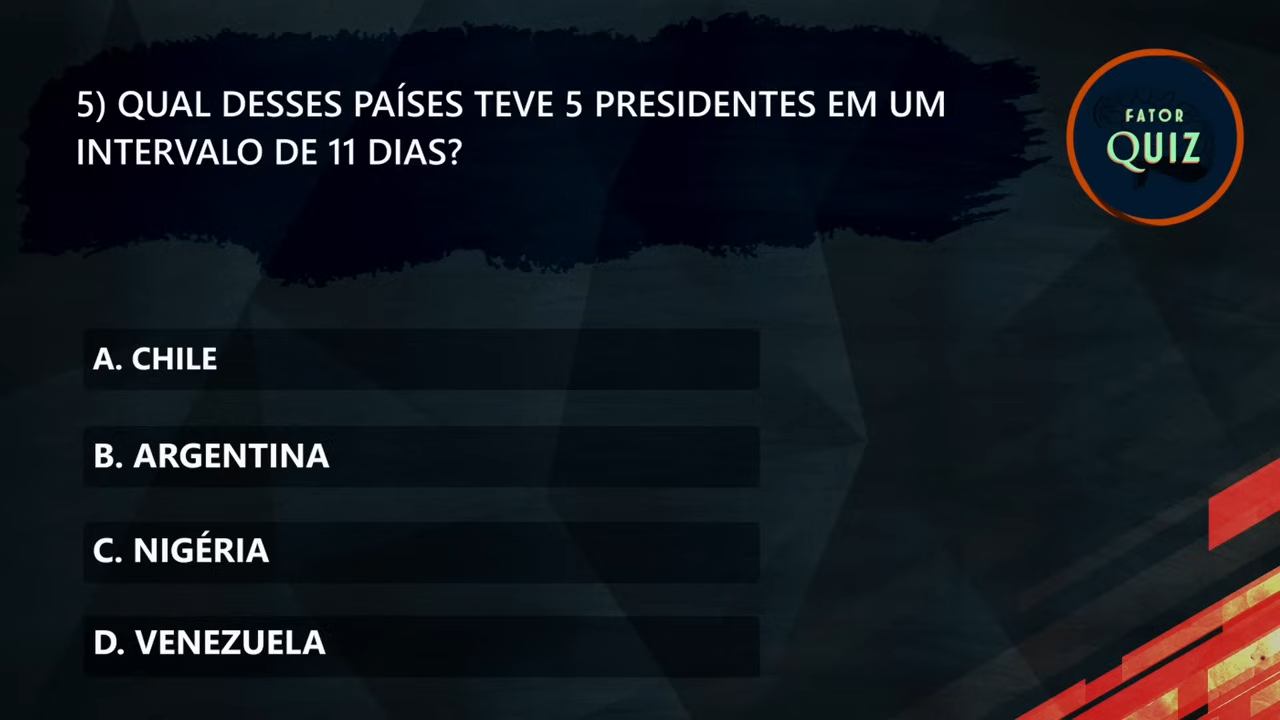 5) QUAL DESSES PAÍSES TEVE 5 PRESIDENTES EM UM
INTERVALO DE 11 DIAS?
FATOR
QUIZ
A. CHILE
B. ARGENTINA
C. NIGÉRIA
D. VENEZUELA